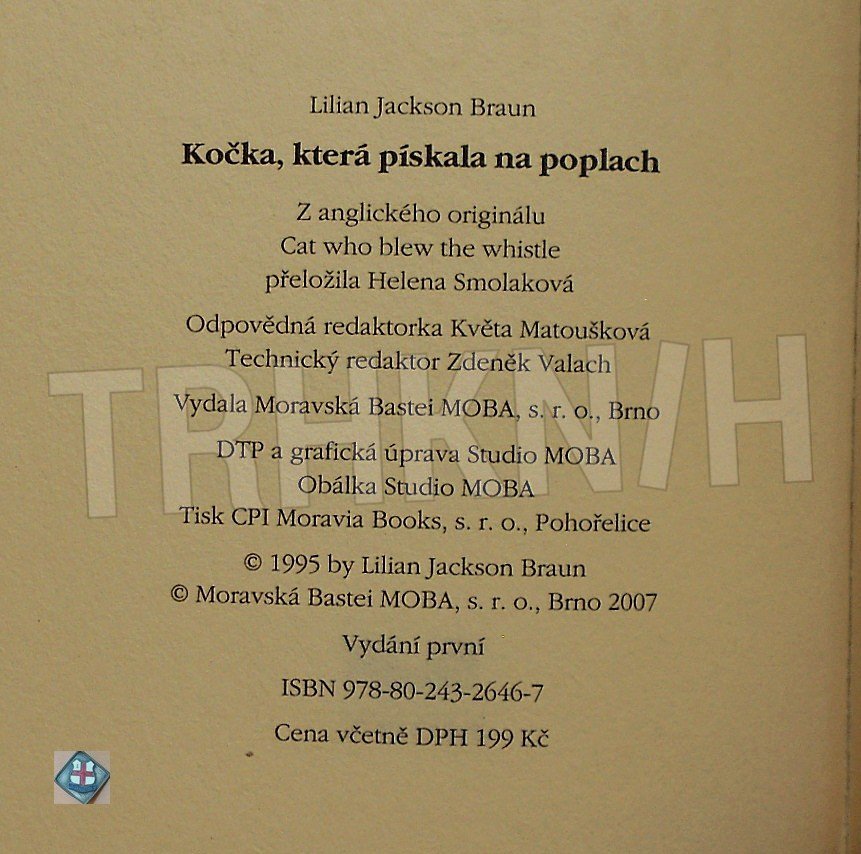 Lilian Jackson Braun
Kočka, která pískala na poplach
Z anglického originálu
Cat who blew the whistle
přeložila Helena Smolaková
Odpovědná redaktorka Květa Matoušková
Technický redaktor Zdeněk Valach
Vydala Moravská Bastei MOBA, s. r. o., Brno
DTP a grafická úprava Studio MOBA
Obálka Studio MOBA
Tisk CPI Moravia Books, s. r. o., Pohořelice
© 1995 by Lilian Jackson Braun
© Moravská Bastei MOBA, s. r. o., Brno 2007
Vydání první
ISBN 978-80-243-2646-7
Cena včetně DPH 199 Kč
TRHKN/H